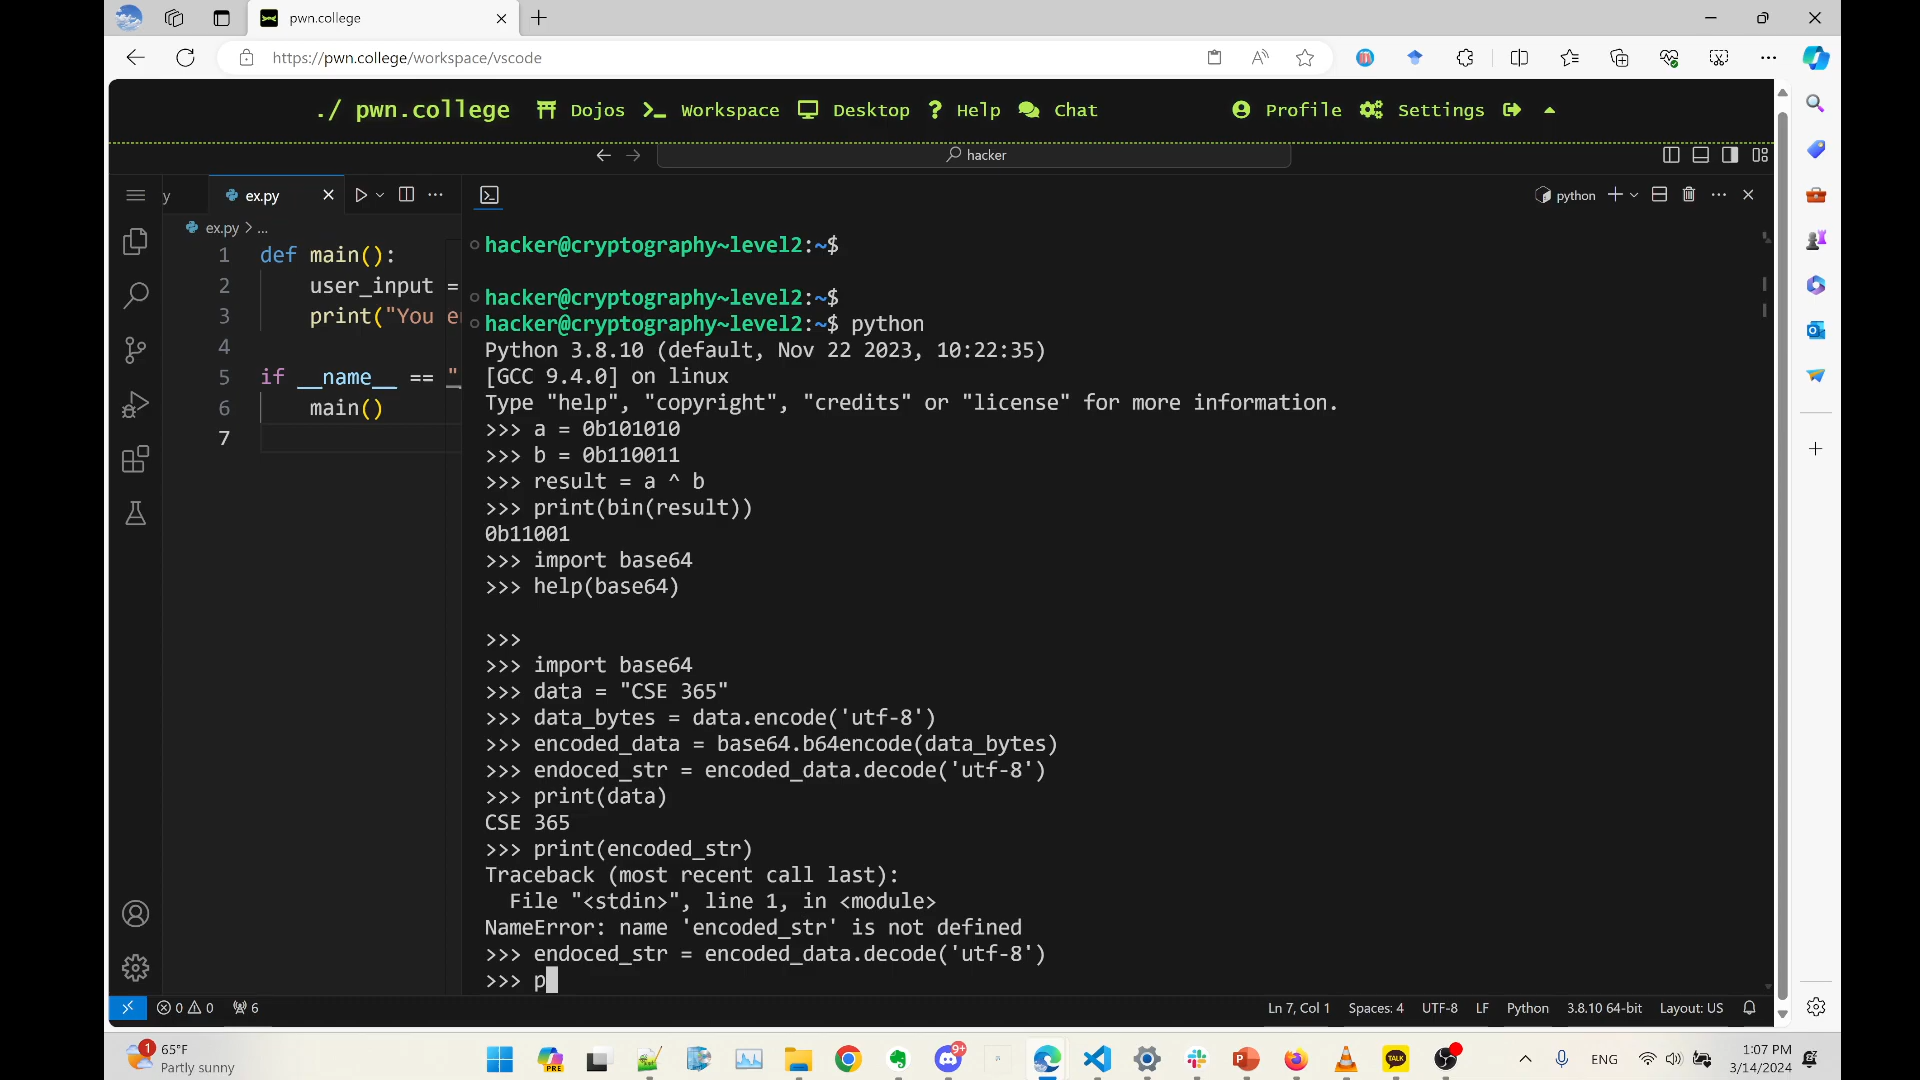 pwn.college
https://pwn.college/workspace/vscode
./ pwn.college Dojos Workspace Desktop ? Help Chat Profile Settings
hacker
y ex.py
python
ex.py > ...
1 def main():
2 user_input =
3 print("You e
4
5 if __name__ == "_
6 main()
7
hacker@cryptography~level2:~$
hacker@cryptography~level2:~$
hacker@cryptography~level2:~$ python
Python 3.8.10 (default, Nov 22 2023, 10:22:35)
[GCC 9.4.0] on linux
Type "help", "copyright", "credits" or "license" for more information.
>>> a = 0b101010
>>> b = 0b110011
>>> result = a ^ b
>>> print(bin(result))
0b11001
>>> import base64
>>> help(base64)
>>>
>>> import base64
>>> data = "CSE 365"
>>> data_bytes = data.encode('utf-8')
>>> encoded_data = base64.b64encode(data_bytes)
>>> endoced_str = encoded_data.decode('utf-8')
>>> print(data)
CSE 365
>>> print(encoded_str)
Traceback (most recent call last):
File "<stdin>", line 1, in <module>
NameError: name 'encoded_str' is not defined
>>> endoced_str = encoded_data.decode('utf-8')
>>> p
0 0 6
Ln 7, Col 1 Spaces: 4 UTF-8 LF Python 3.8.10 64-bit Layout: US
1 65°F
Partly sunny
PRE
9+
P
TALK
ENG
1:07 PM
3/14/2024